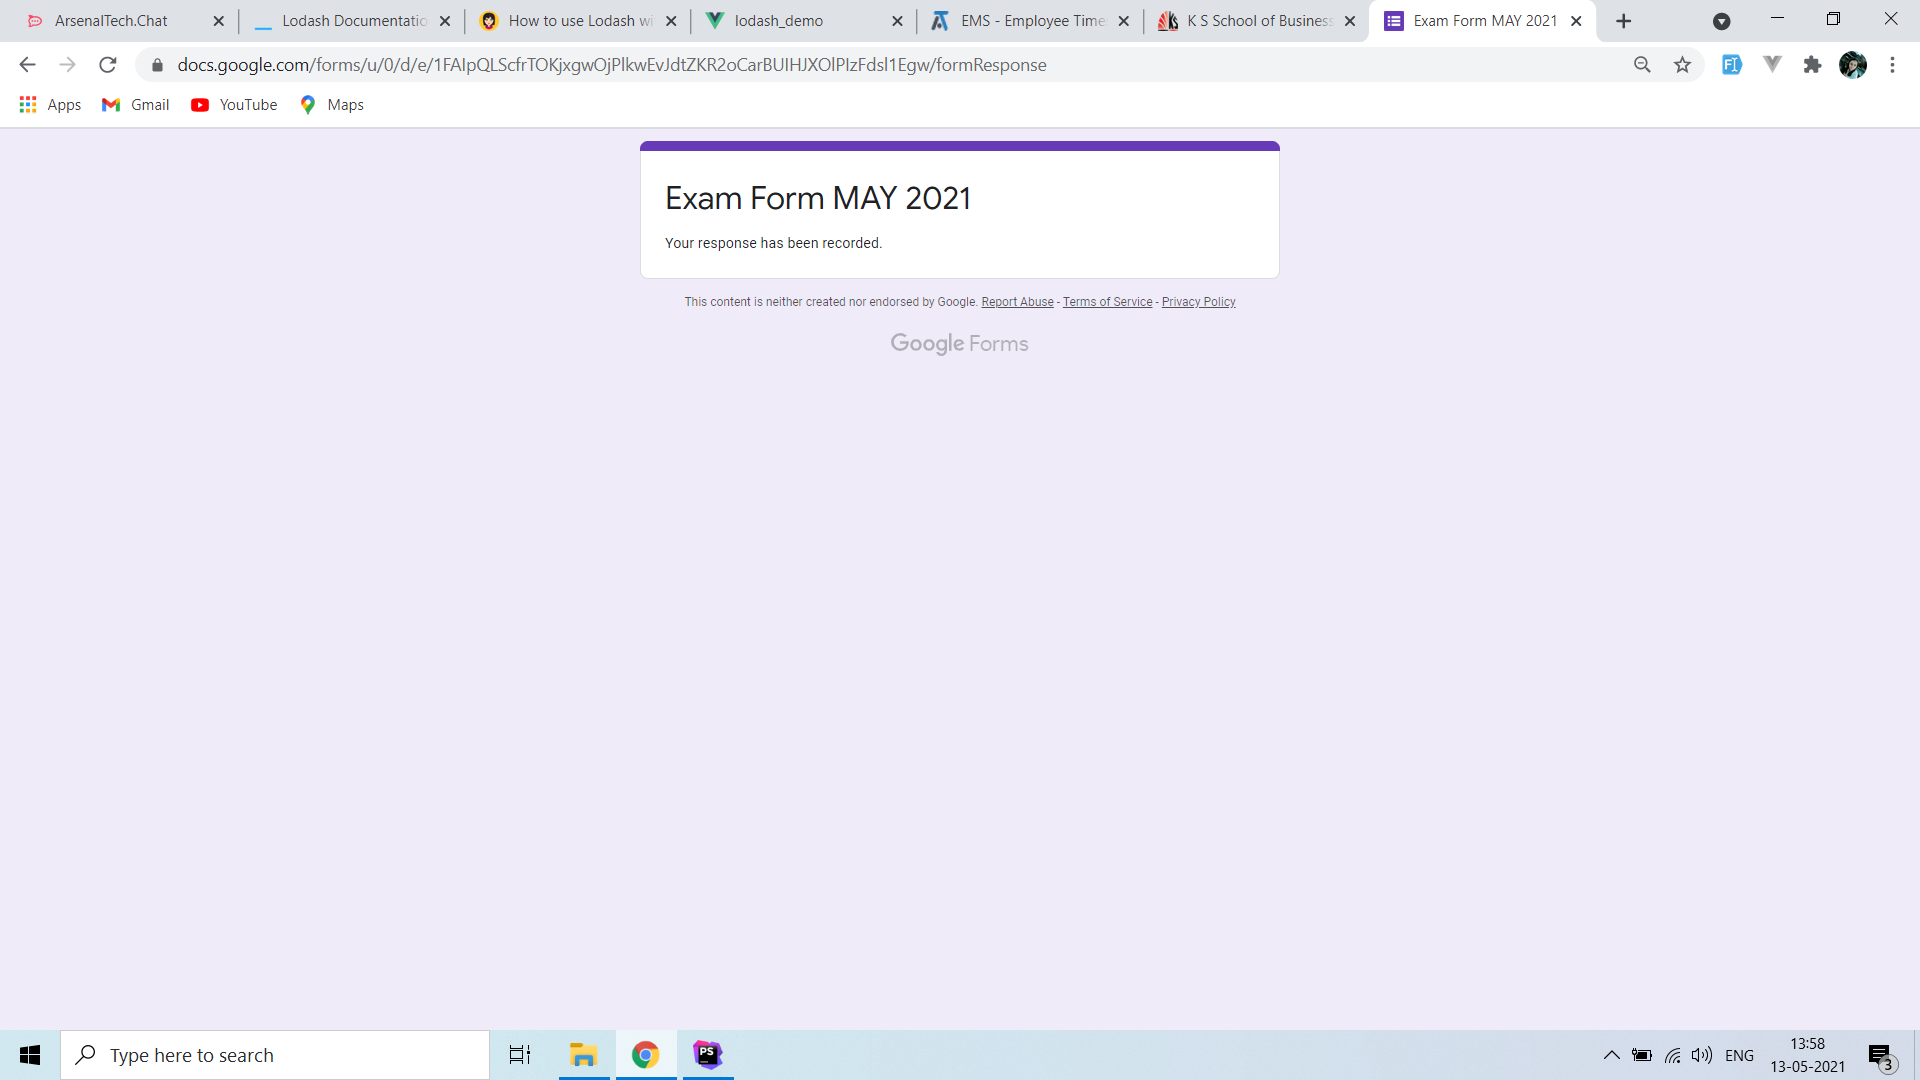 ArsenalTech.Chat
Lodash Documentatio
How to use Lodash wi
lodash_demo
EMS - Employee Time
K S School of Business
Exam Form MAY 2021
docs.google.com/forms/u/0/d/e/1FAIpQLScfrTOKjxgwOjPlkwEvJdtZKR2oCarBUIHJXOlPIzFdsl1Egw/formResponse
Apps
Gmail
YouTube
Maps
Exam Form MAY 2021
Your response has been recorded.
This content is neither created nor endorsed by Google. Report Abuse - Terms of Service - Privacy Policy
Google Forms
Type here to search
PS
ENG
13:58
13-05-2021
3